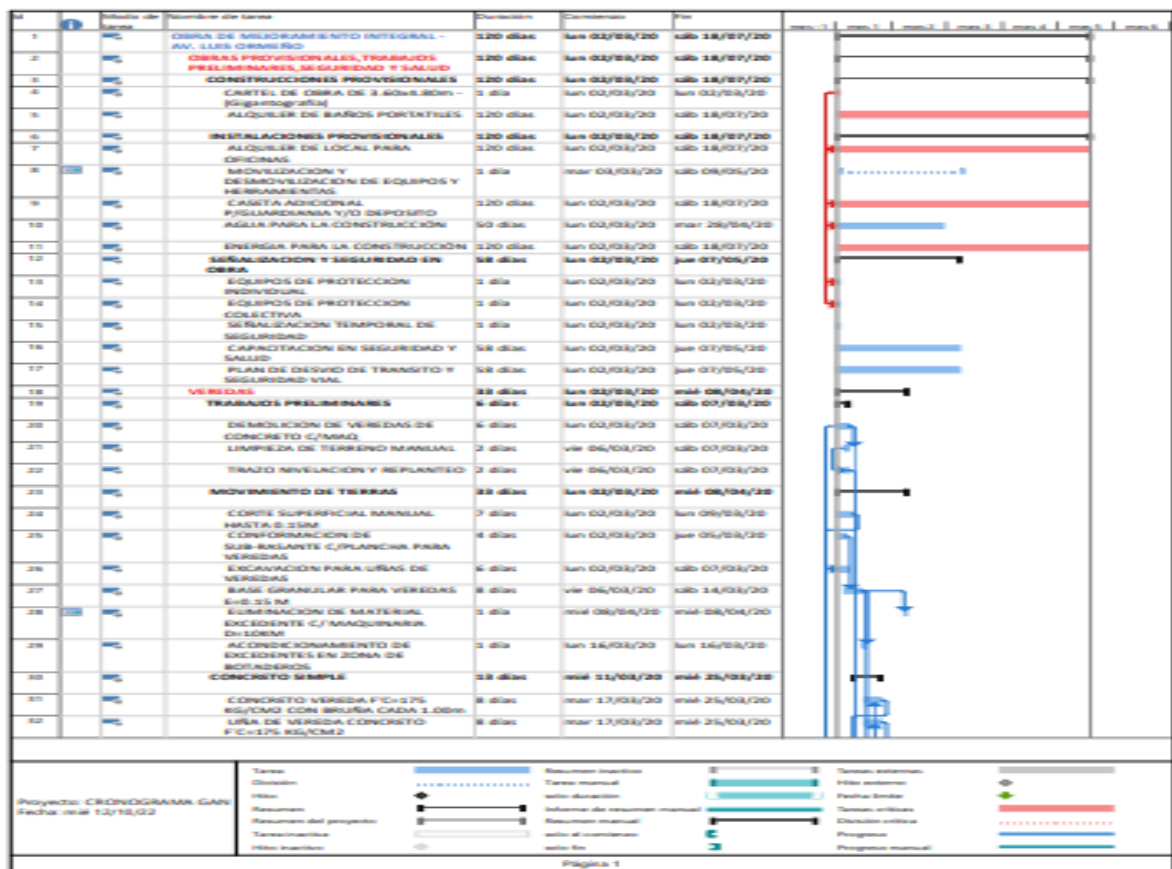 Id Modo de tarea Nombre de tarea Duración Comienzo Fin mes -1 mes 1 mes 2 mes 3 mes 4 mes 5 mes 6
1 OBRA DE MEJORAMIENTO INTEGRAL - AV. LUIS ORMEÑO 120 días lun 02/03/20 sáb 18/07/20
2 OBRAS PROVISIONALES,TRABAJOS PRELIMINARES,SEGURIDAD Y SALUD 120 días lun 02/03/20 sáb 18/07/20
3 CONSTRUCCIONES PROVISIONALES 120 días lun 02/03/20 sáb 18/07/20
4 CARTEL DE OBRA DE 3.60x4.80m - (Gigantografia) 1 día lun 02/03/20 lun 02/03/20
5 ALQUILER DE BAÑOS PORTATILES 120 días lun 02/03/20 sáb 18/07/20
6 INSTALACIONES PROVISIONALES 120 días lun 02/03/20 sáb 18/07/20
7 ALQUILER DE LOCAL PARA OFICINAS 120 días lun 02/03/20 sáb 18/07/20
8 MOVILIZACION Y DESMOVILIZACION DE EQUIPOS Y HERRAMIENTAS 1 día mar 03/03/20 sáb 09/05/20
9 CASETA ADICIONAL P/GUARDIANIA Y/O DEPOSITO 120 días lun 02/03/20 sáb 18/07/20
10 AGUA PARA LA CONSTRUCCIÓN 50 días lun 02/03/20 mar 28/04/20
11 ENERGIA PARA LA CONSTRUCCIÓN 120 días lun 02/03/20 sáb 18/07/20
12 SEÑALIZACION Y SEGURIDAD EN OBRA 58 días lun 02/03/20 jue 07/05/20
13 EQUIPOS DE PROTECCION INDIVIDUAL 1 día lun 02/03/20 lun 02/03/20
14 EQUIPOS DE PROTECCION COLECTIVA 1 día lun 02/03/20 lun 02/03/20
15 SEÑALIZACION TEMPORAL DE SEGURIDAD 1 día lun 02/03/20 lun 02/03/20
16 CAPACITACION EN SEGURIDAD Y SALUD 58 días lun 02/03/20 jue 07/05/20
17 PLAN DE DESVIO DE TRANSITO Y SEGURIDAD VIAL 58 días lun 02/03/20 jue 07/05/20
18 VEREDAS 33 días lun 02/03/20 mié 08/04/20
19 TRABAJOS PRELIMINARES 6 días lun 02/03/20 sáb 07/03/20
20 DEMOLICION DE VEREDAS DE CONCRETO C/MAQ 6 días lun 02/03/20 sáb 07/03/20
21 LIMPIEZA DE TERRENO MANUAL 2 días vie 06/03/20 sáb 07/03/20
22 TRAZO NIVELACION Y REPLANTEO 2 días vie 06/03/20 sáb 07/03/20
23 MOVIMIENTO DE TIERRAS 33 días lun 02/03/20 mié 08/04/20
24 CORTE SUPERFICIAL MANUAL HASTA 0.15M 7 días lun 02/03/20 lun 09/03/20
25 CONFORMACION DE SUB-RASANTE C/PLANCHA PARA VEREDAS 4 días lun 02/03/20 jue 05/03/20
26 EXCAVACION PARA UÑAS DE VEREDAS 6 días lun 02/03/20 sáb 07/03/20
27 BASE GRANULAR PARA VEREDAS E=0.15 M 8 días vie 06/03/20 sáb 14/03/20
28 ELIMINACION DE MATERIAL EXCEDENTE C/ MAQUINARIA D=10KM 1 día mié 08/04/20 mié 08/04/20
29 ACONDICIONAMIENTO DE EXCEDENTES EN ZONA DE BOTADEROS 1 día lun 16/03/20 lun 16/03/20
30 CONCRETO SIMPLE 13 días mié 11/03/20 mié 25/03/20
31 CONCRETO VEREDA F'C=175 KG/CM2 CON BRUÑA CADA 1.00m 8 días mar 17/03/20 mié 25/03/20
32 UÑA DE VEREDA CONCRETO F'C=175 KG/CM2 8 días mar 17/03/20 mié 25/03/20
Proyecto: CRONOGRAMA GAN
Fecha: mié 12/10/22
Tarea Resumen inactivo Tareas externas
División Tarea manual Hito externo
Hito solo duración Fecha límite
Resumen Informe de resumen manual Tareas críticas
Resumen del proyecto Resumen manual División crítica
Tarea inactiva solo el comienzo Progreso
Hito inactivo solo fin Progreso manual
Página 1